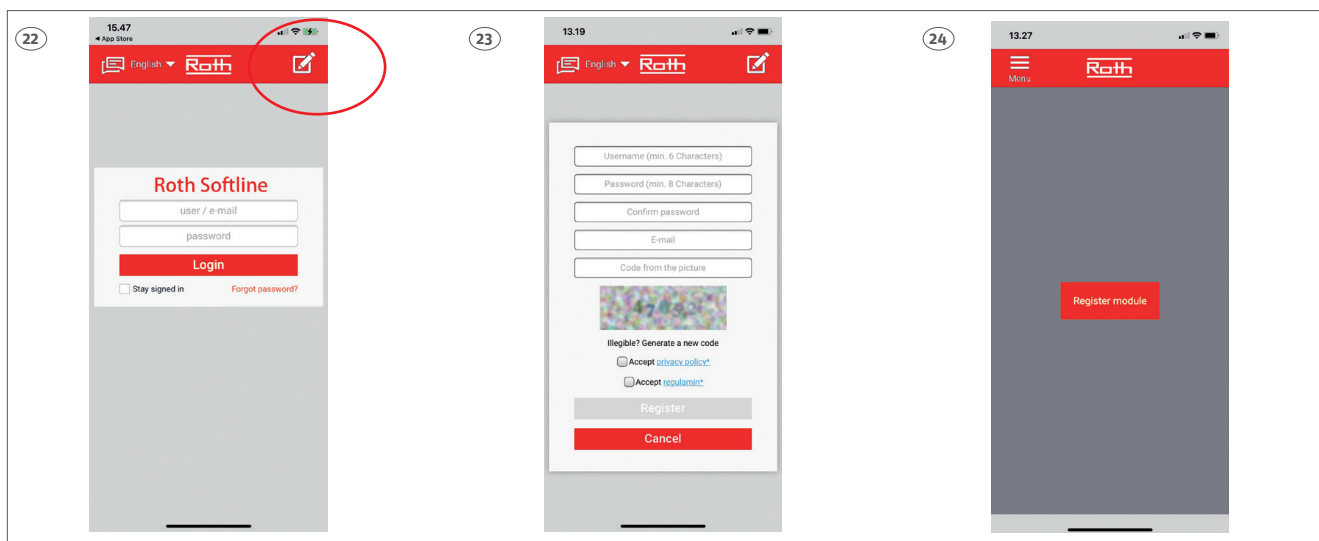 22
15.47
App Store
English
Roth
Roth Softline
user / e-mail
password
Login
Stay signed in Forgot password?
23
13.19
English
Roth
Username (min. 6 Characters)
Password (min. 8 Characters)
Confirm password
E-mail
Code from the picture
Illegible? Generate a new code
Accept privacy policy*
Accept regulamin*
Register
Cancel
24
13.27
Menu
Roth
Register module